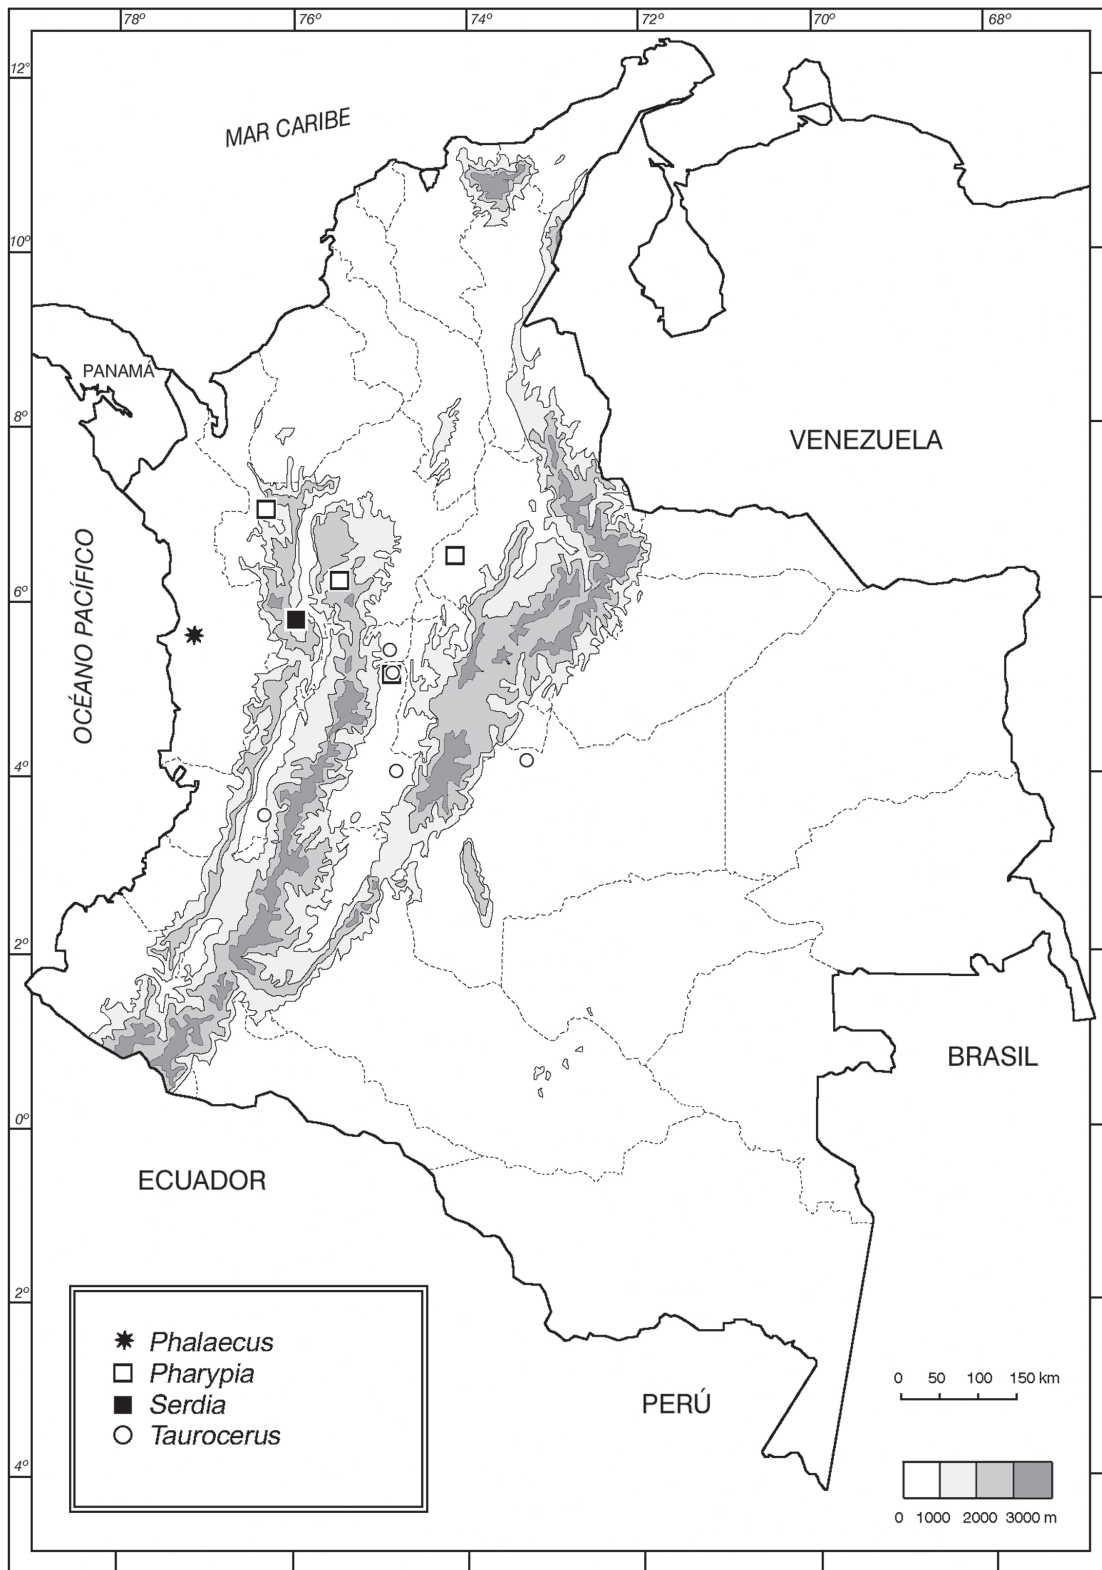 78º 76º 74º 72º 70º 68º
12º
MAR CARIBE
10º
PANAMÁ
8º
VENEZUELA
OCÉANO PACÍFICO
6º
4º
2º
BRASIL
0º
ECUADOR
2º
Phalaecus
Pharypia
Serdia
Taurocerus
PERÚ
0 50 100 150 km
4º
0 1000 2000 3000 m